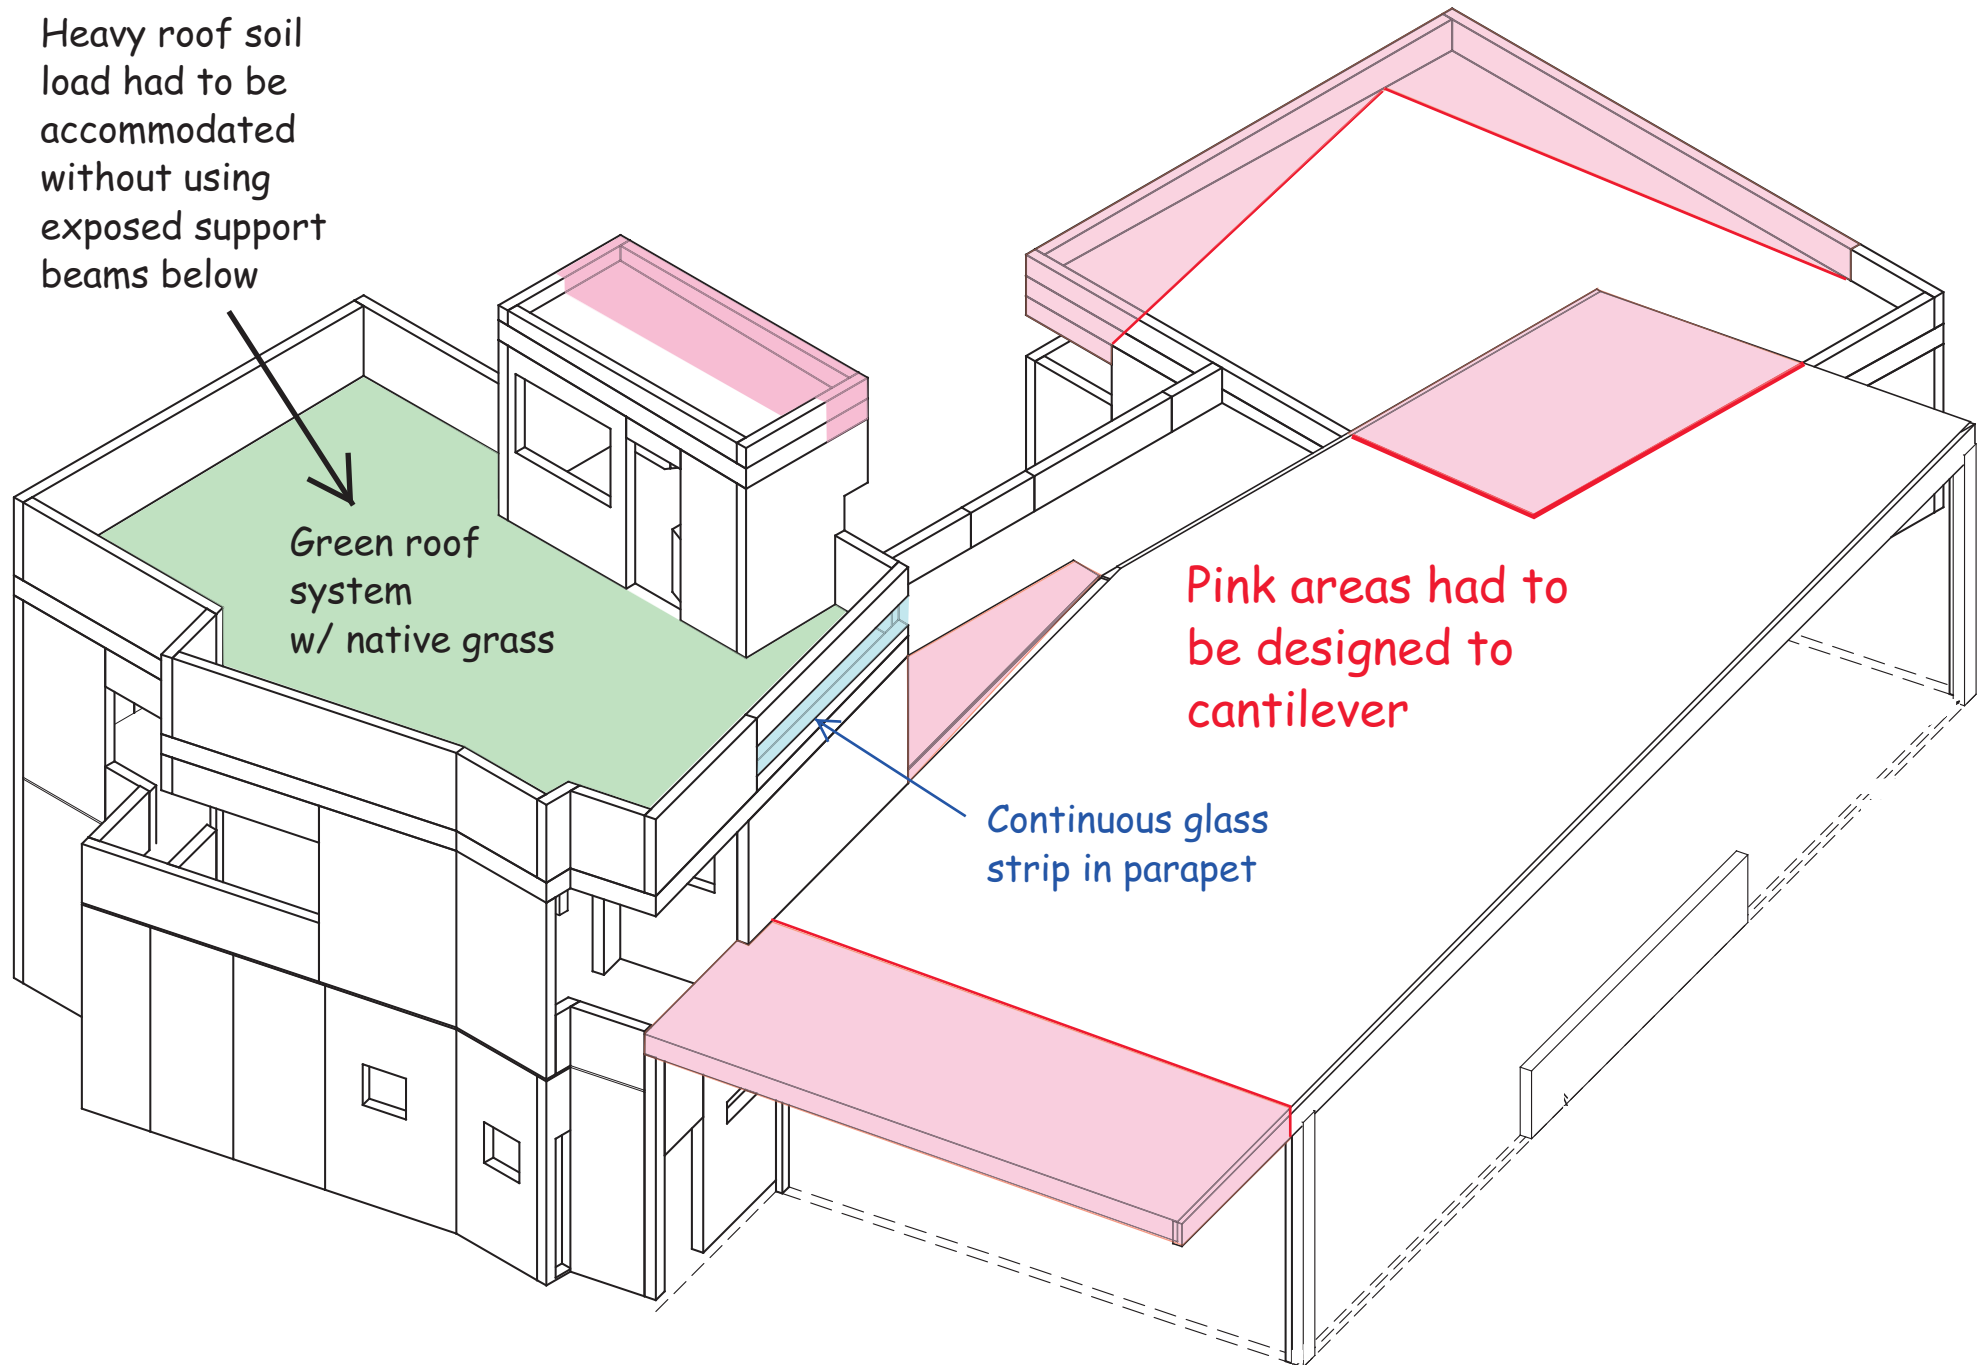 Heavy roof soil
load had to be
accommodated
without using
exposed support
beams below
Green roof
system
w/ native grass
Pink areas had to
be designed to
cantilever
Continuous glass
strip in parapet